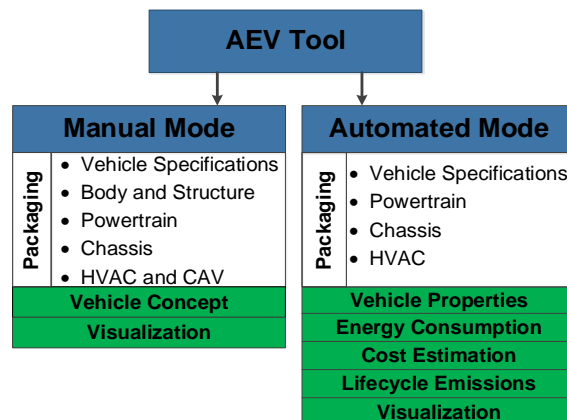 AEV Tool
Manual Mode
Packaging
• Vehicle Specifications
• Body and Structure
• Powertrain
• Chassis
• HVAC and CAV
Vehicle Concept
Visualization
Automated Mode
Packaging
• Vehicle Specifications
• Powertrain
• Chassis
• HVAC
Vehicle Properties
Energy Consumption
Cost Estimation
Lifecycle Emissions
Visualization